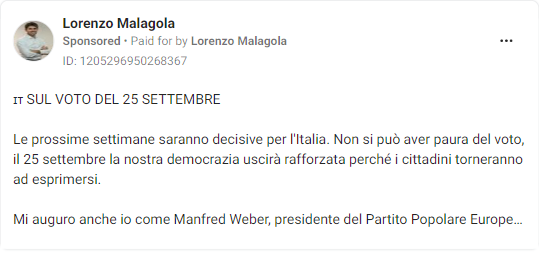 Lorenzo Malagola
Sponsored • Paid for by Lorenzo Malagola
ID: 1205296950268367
IT SUL VOTO DEL 25 SETTEMBRE
Le prossime settimane saranno decisive per l'Italia. Non si può aver paura del voto,
il 25 settembre la nostra democrazia uscirà rafforzata perché i cittadini torneranno
ad esprimersi.
Mi auguro anche io come Manfred Weber, presidente del Partito Popolare Europe...